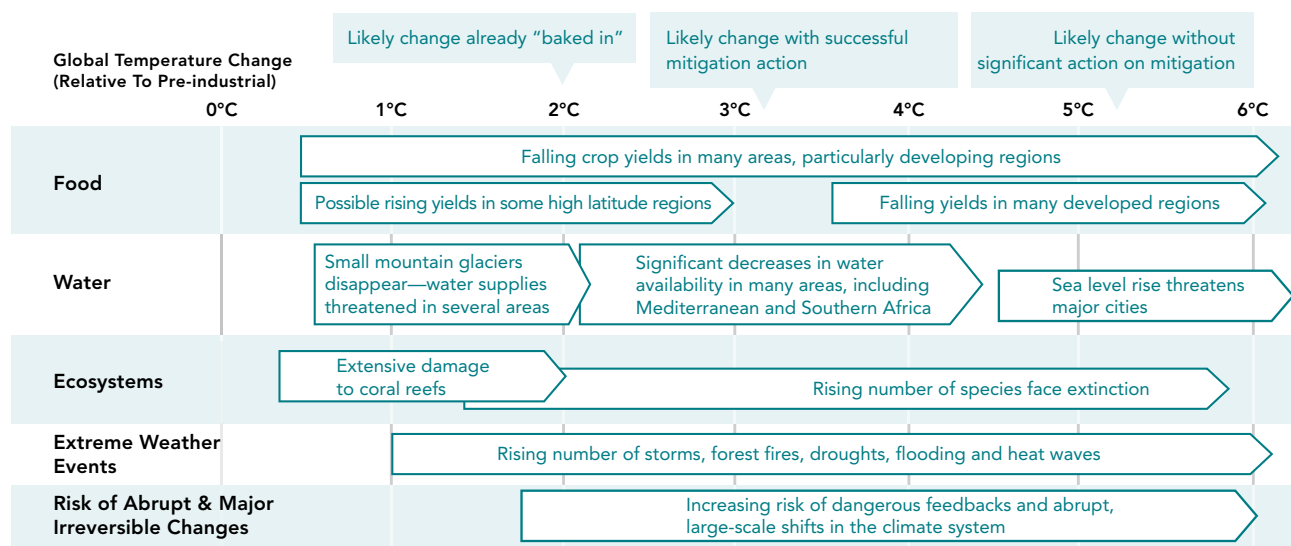 Likely change already “baked in”
Likely change with successful
mitigation action
Likely change without
significant action on mitigation
Global Temperature Change
(Relative To Pre-industrial)
0°C 1°C 2°C 3°C 4°C 5°C 6°C
Food
Falling crop yields in many areas, particularly developing regions
Possible rising yields in some high latitude regions
Falling yields in many developed regions
Water
Small mountain glaciers
disappear—water supplies
threatened in several areas
Significant decreases in water
availability in many areas, including
Mediterranean and Southern Africa
Sea level rise threatens
major cities
Ecosystems
Extensive damage
to coral reefs
Rising number of species face extinction
Extreme Weather
Events
Rising number of storms, forest fires, droughts, flooding and heat waves
Risk of Abrupt & Major
Irreversible Changes
Increasing risk of dangerous feedbacks and abrupt,
large-scale shifts in the climate system